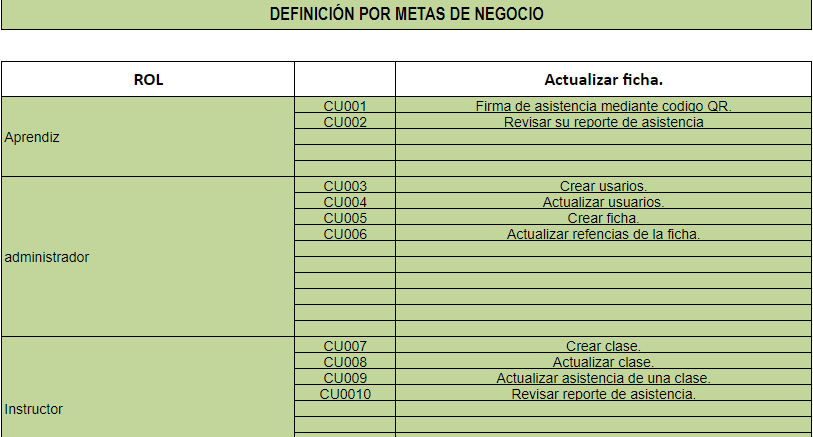 DEFINICIÓN POR METAS DE NEGOCIO
ROL Actualizar ficha.
Aprendiz
CU001 Firma de asistencia mediante codigo QR.
CU002 Revisar su reporte de asistencia
administrador
CU003 Crear usarios.
CU004 Actualizar usuarios.
CU005 Crear ficha.
CU006 Actualizar refencias de la ficha.
Instructor
CU007 Crear clase.
CU008 Actualizar clase.
CU009 Actualizar asistencia de una clase.
CU0010 Revisar reporte de asistencia.